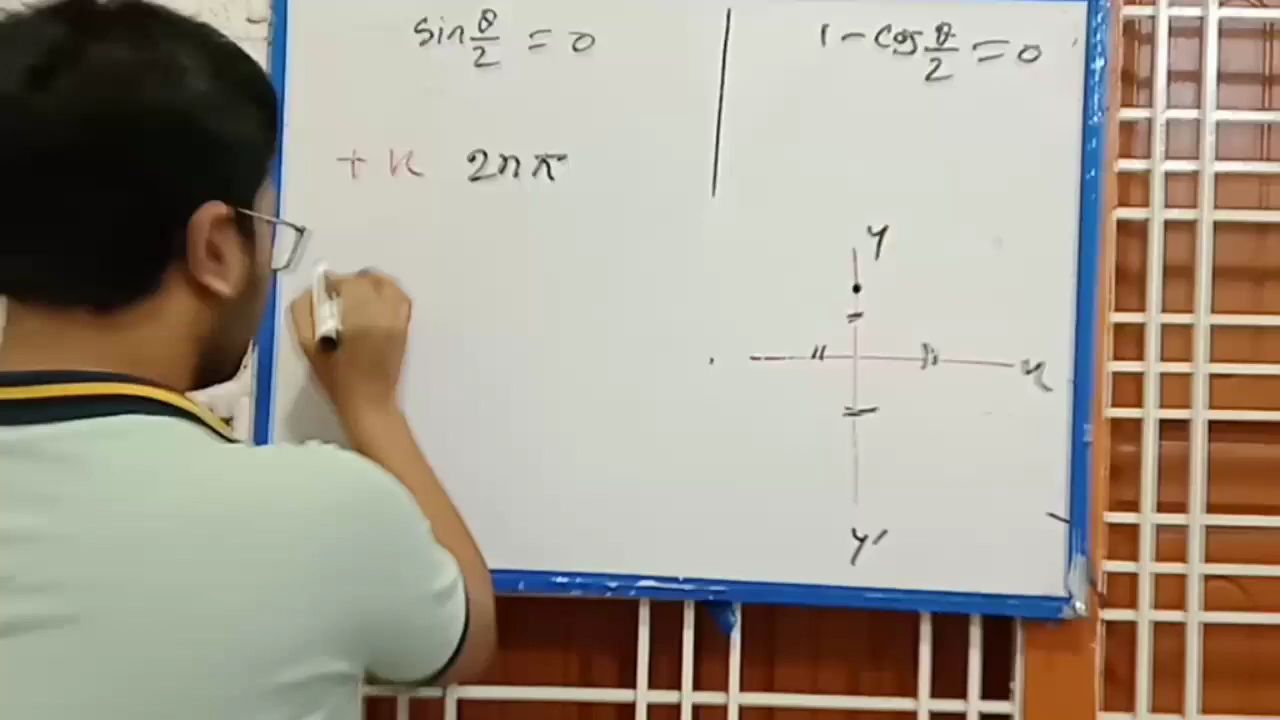 sin θ/2 = 0
1 - cos θ/2 = 0
+ x 2nπ
y
x
y'